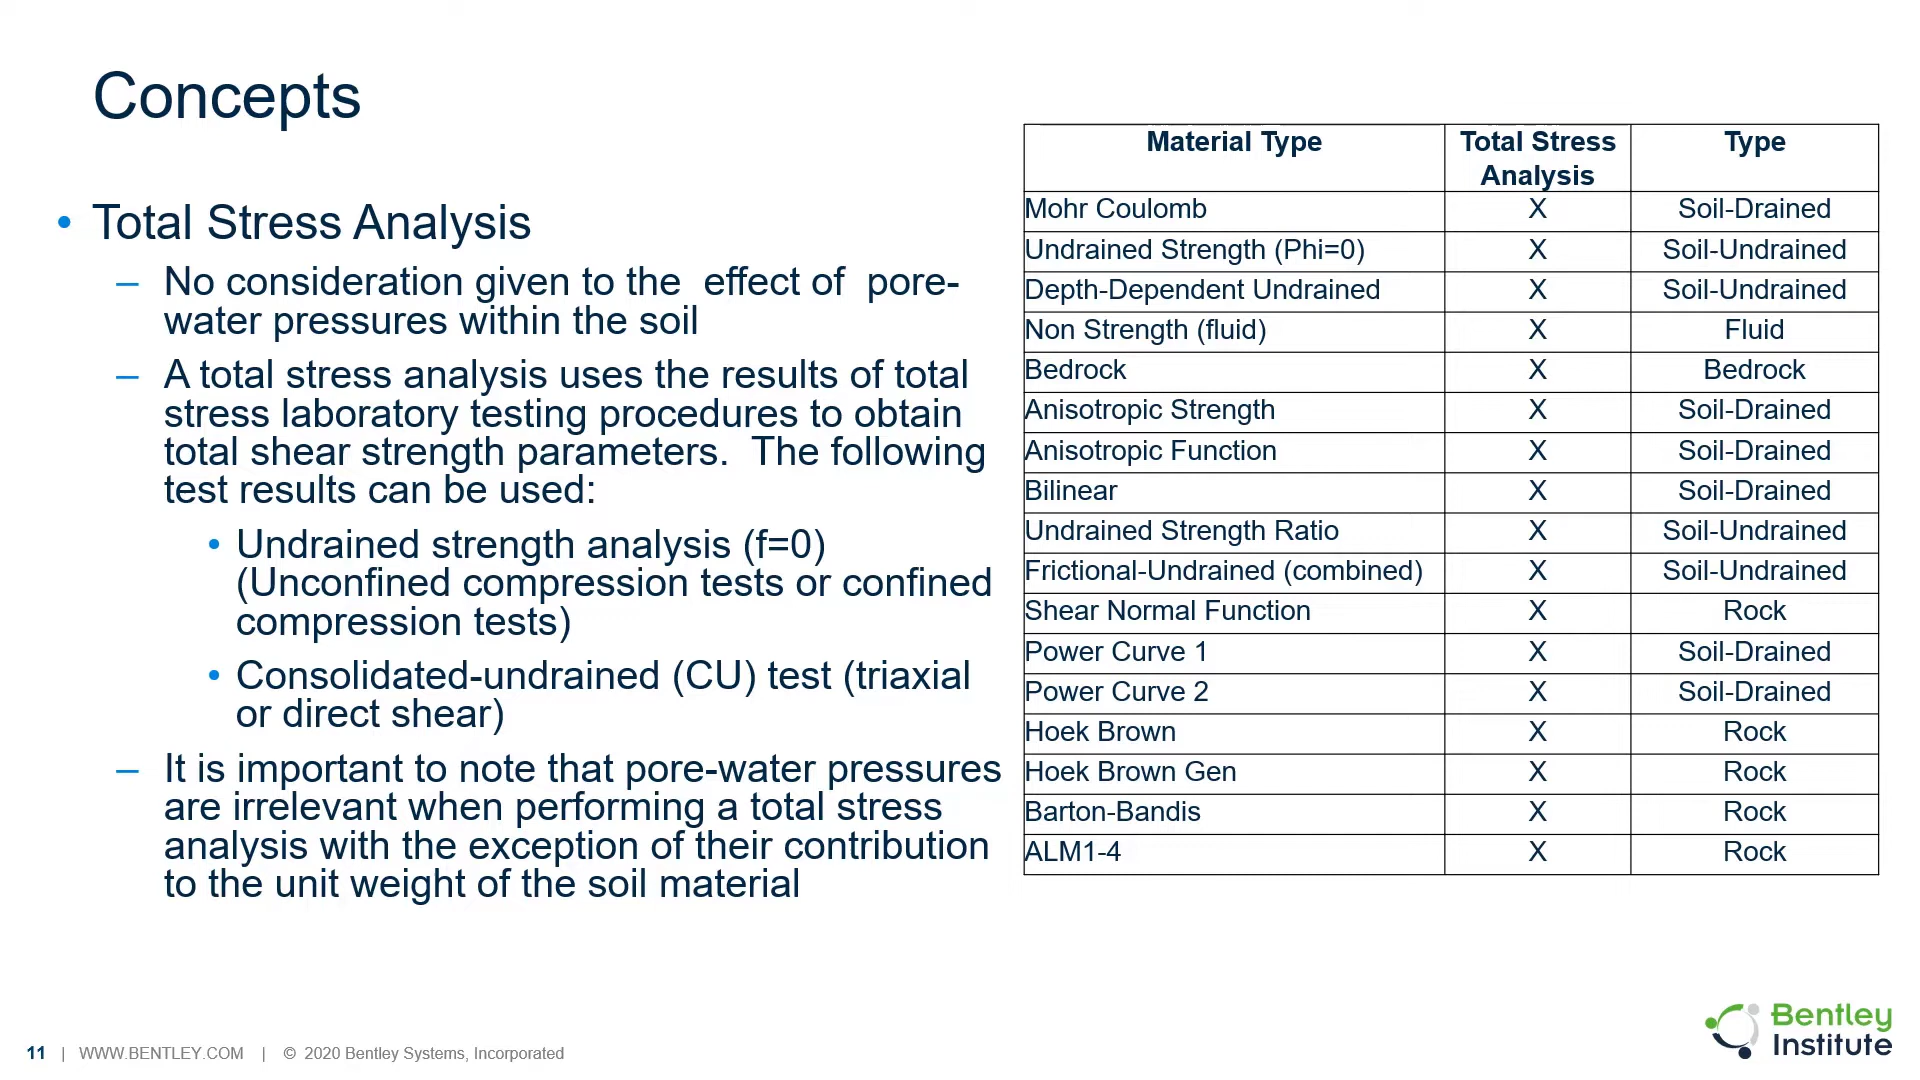 Concepts
• Total Stress Analysis
– No consideration given to the effect of pore-
water pressures within the soil
– A total stress analysis uses the results of total
stress laboratory testing procedures to obtain
total shear strength parameters. The following
test results can be used:
• Undrained strength analysis (f=0)
(Unconfined compression tests or confined
compression tests)
• Consolidated-undrained (CU) test (triaxial
or direct shear)
– It is important to note that pore-water pressures
are irrelevant when performing a total stress
analysis with the exception of their contribution
to the unit weight of the soil material
Material Type Total Stress Analysis Type
Mohr Coulomb X Soil-Drained
Undrained Strength (Phi=0) X Soil-Undrained
Depth-Dependent Undrained X Soil-Undrained
Non Strength (fluid) X Fluid
Bedrock X Bedrock
Anisotropic Strength X Soil-Drained
Anisotropic Function X Soil-Drained
Bilinear X Soil-Drained
Undrained Strength Ratio X Soil-Undrained
Frictional-Undrained (combined) X Soil-Undrained
Shear Normal Function X Rock
Power Curve 1 X Soil-Drained
Power Curve 2 X Soil-Drained
Hoek Brown X Rock
Hoek Brown Gen X Rock
Barton-Bandis X Rock
ALM1-4 X Rock
11 | WWW.BENTLEY.COM | © 2020 Bentley Systems, Incorporated
Bentley
Institute